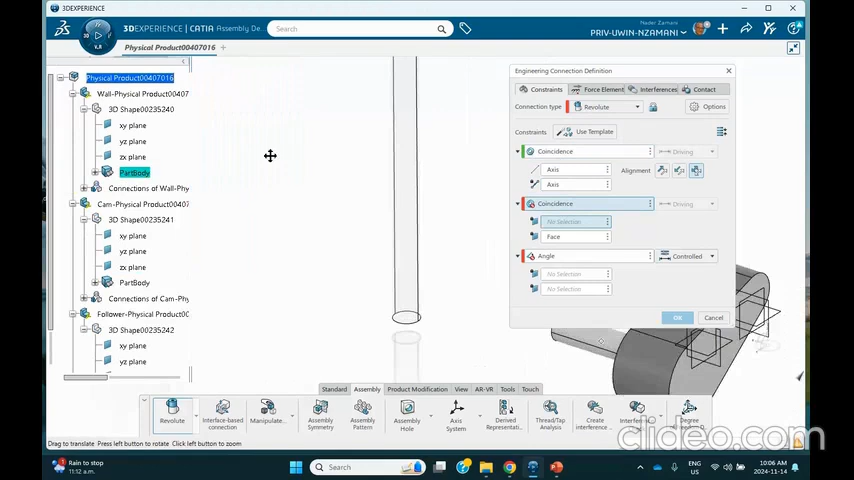 3DEXPERIENCE
3DEXPERIENCE | CATIA Assembly De...
Search
Nader Zamani
PRIV-UWIN-NZAMANI
V.R
Physical Product00407016
Physical Product00407016
Wall-Physical Product00407
3D Shape00235240
xy plane
yz plane
zx plane
PartBody
Connections of Wall-Phy
Cam-Physical Product0040
3D Shape00235241
xy plane
yz plane
zx plane
PartBody
Connections of Cam-Phy
Follower-Physical Product
3D Shape00235242
xy plane
yz plane
Engineering Connection Definition
Constraints
Force Element
Interferences
Contact
Connection type
Revolute
Options
Constraints
Use Template
Coincidence
Driving
Axis
Alignment
Axis
Coincidence
Driving
No Selection
Face
Angle
Controlled
No Selection
No Selection
OK
Cancel
Standard
Assembly
Product Modification
View
AR-VR
Tools
Touch
Revolute
Interface-based connection
Manipulate...
Assembly Symmetry
Assembly Pattern
Assembly Hole
Axis System
Derived Representati...
Thread/Tap Analysis
Create interference ...
Degree
Drag to translate. Press left button to rotate. Click left button to zoom.
clideo.com
Rain to stop
11:12 a.m.
Search
ENG
US
10:06 AM
2024-11-14